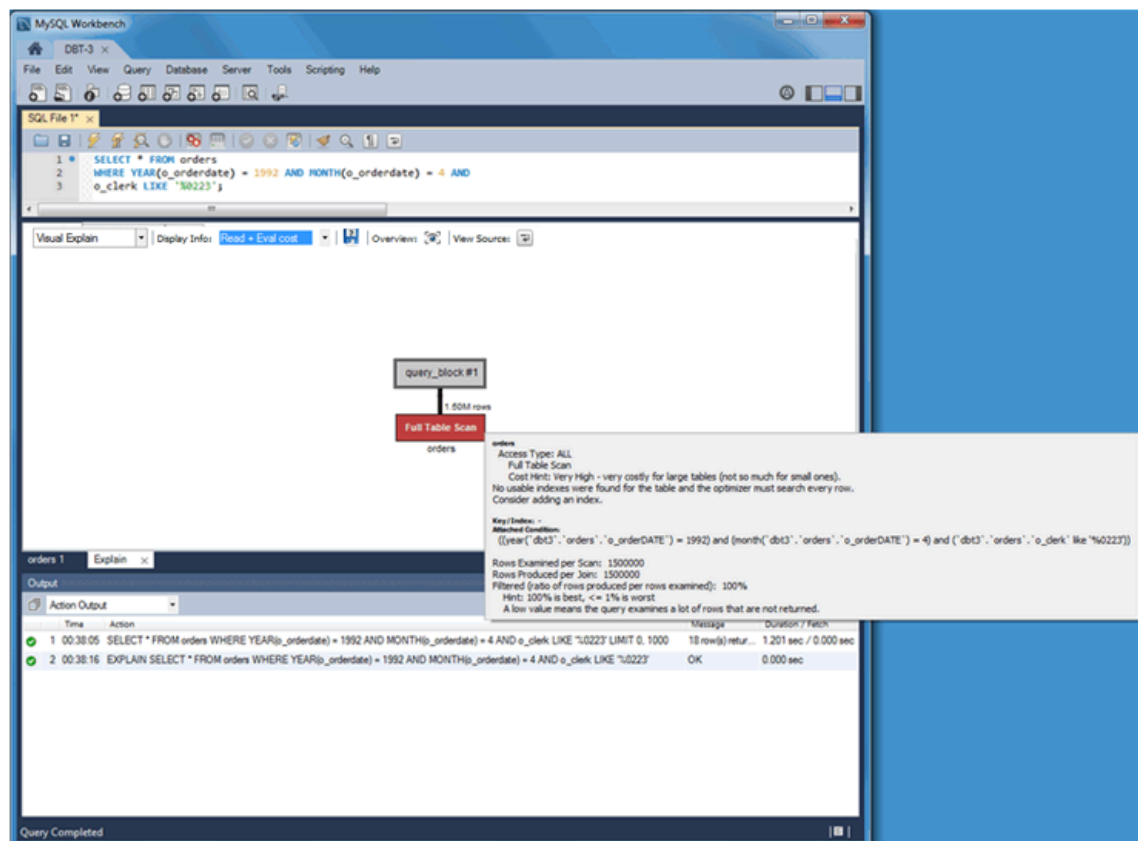 MySQL Workbench
DBT-3
File Edit View Query Database Server Tools Scripting Help
SQL File 1*
1 SELECT * FROM orders
2 WHERE YEAR(o_orderdate) = 1992 AND MONTH(o_orderdate) = 4 AND
3 o_clerk LIKE '%0223';
Visual Explain Display Info: Read + Eval cost Overview: View Source:
query_block #1
1.50M rows
Full Table Scan
orders
orders
Access Type: ALL
Full Table Scan
Cost Hint: Very High - very costly for large tables (not so much for small ones).
No usable indexes were found for the table and the optimizer must search every row.
Consider adding an index.
Key/Index: -
Attached Condition:
((year(`dbt3`.`orders`.`o_orderDATE`) = 1992) and (month(`dbt3`.`orders`.`o_orderDATE`) = 4) and (`dbt3`.`orders`.`o_clerk` like '%0223'))
Rows Examined per Scan: 1500000
Rows Produced per Join: 1500000
Filtered (ratio of rows produced per rows examined): 100%
Hint: 100% is best, <= 1% is worst
A low value means the query examines a lot of rows that are not returned.
orders 1 Explain
Output
Action Output
Time Action Message Duration / Fetch
1 00:38:05 SELECT * FROM orders WHERE YEAR(o_orderdate) = 1992 AND MONTH(o_orderdate) = 4 AND o_clerk LIKE '%0223' LIMIT 0, 1000 18 row(s) retur... 1.201 sec / 0.000 sec
2 00:38:16 EXPLAIN SELECT * FROM orders WHERE YEAR(o_orderdate) = 1992 AND MONTH(o_orderdate) = 4 AND o_clerk LIKE '%0223' OK 0.000 sec
Query Completed